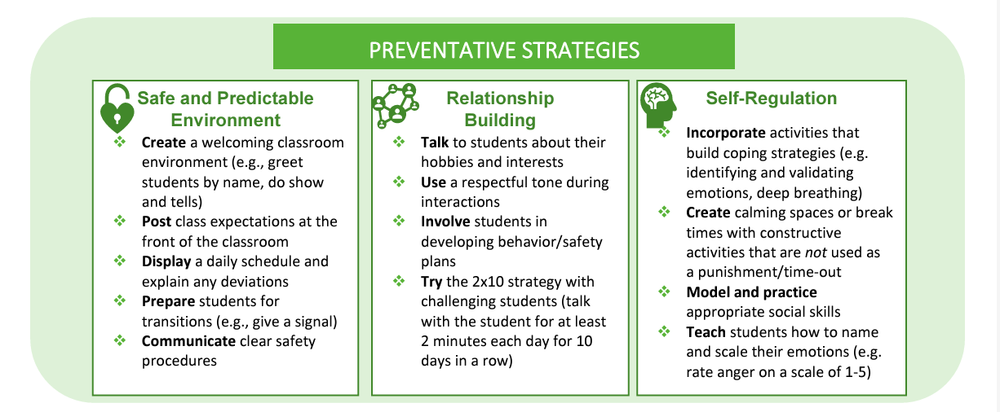 PREVENTATIVE STRATEGIES
Safe and Predictable
Environment
Create a welcoming classroom
environment (e.g., greet
students by name, do show
and tells)
Post class expectations at the
front of the classroom
Display a daily schedule and
explain any deviations
Prepare students for
transitions (e.g., give a signal)
Communicate clear safety
procedures
Relationship
Building
Talk to students about their
hobbies and interests
Use a respectful tone during
interactions
Involve students in
developing behavior/safety
plans
Try the 2x10 strategy with
challenging students (talk
with the student for at least
2 minutes each day for 10
days in a row)
Self-Regulation
Incorporate activities that
build coping strategies (e.g.
identifying and validating
emotions, deep breathing)
Create calming spaces or break
times with constructive
activities that are not used as
a punishment/time-out
Model and practice
appropriate social skills
Teach students how to name
and scale their emotions (e.g.
rate anger on a scale of 1-5)